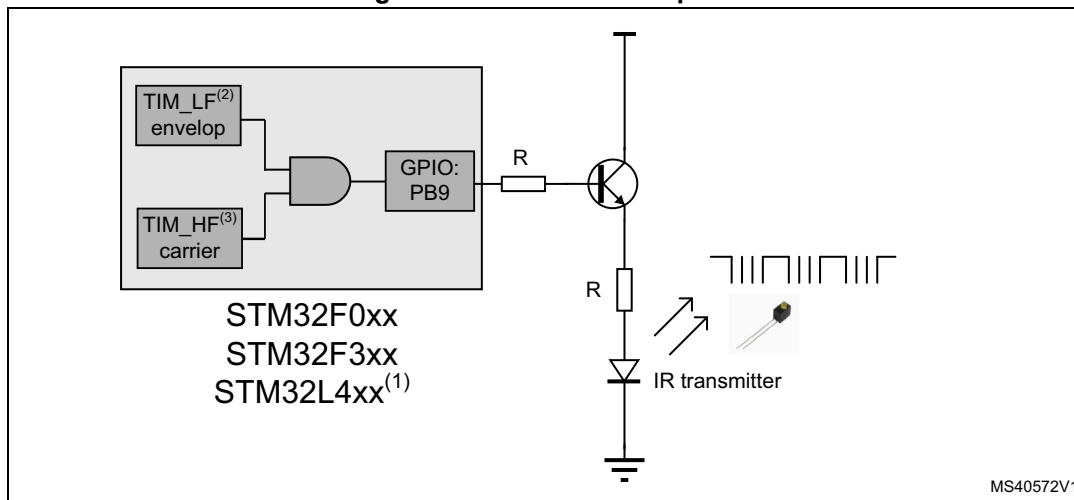 TIM_LF(2)
envelop
TIM_HF(3)
carrier
GPIO:
PB9
R
R
IR transmitter
STM32F0xx
STM32F3xx
STM32L4xx(1)
MS40572V1